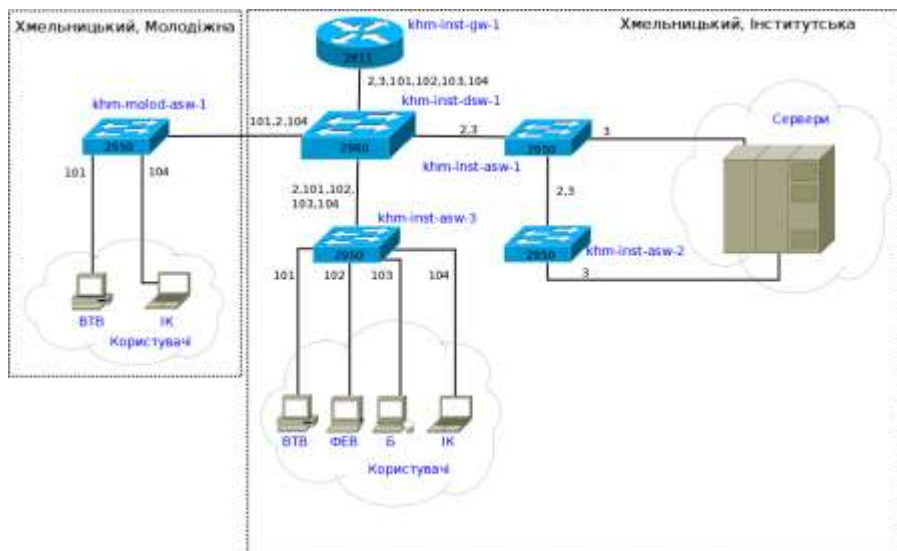 Хмельницький, Молодіжна
Хмельницький, Інститутська
khm-inst-gw-1
2911
2,3,101,102,103,104
khm-molod-asw-1
khm-inst-dsw-1
101,2,104
2950
2960
2,3
2950
3
Сервери
khm-inst-asw-1
101
104
2,101,102,
103,104
2,3
khm-inst-asw-3
2950
2950
khm-inst-asw-2
101
102
103
104
3
ВТВ
ІК
Користувачі
ВТВ
ФЕВ
Б
ІК
Користувачі